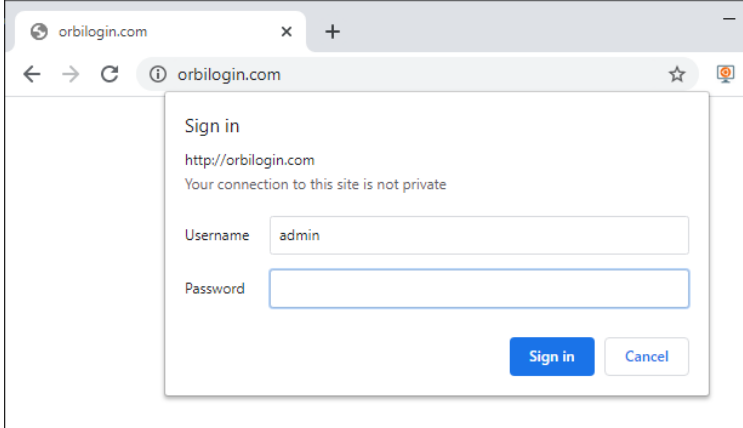 orbilogin.com
orbilogin.com
Sign in
http://orbilogin.com
Your connection to this site is not private
Username admin
Password
Sign in Cancel